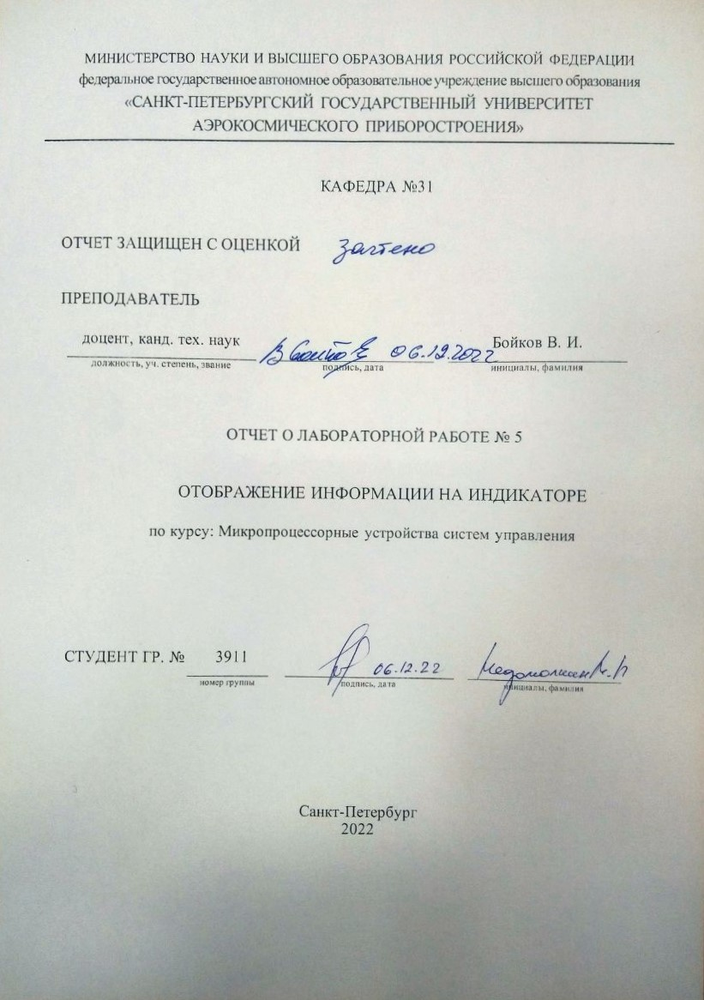 МИНИСТЕРСТВО НАУКИ И ВЫСШЕГО ОБРАЗОВАНИЯ РОССИЙСКОЙ ФЕДЕРАЦИИ
федеральное государственное автономное образовательное учреждение высшего образования
«САНКТ-ПЕТЕРБУРГСКИЙ ГОСУДАРСТВЕННЫЙ УНИВЕРСИТЕТ
АЭРОКОСМИЧЕСКОГО ПРИБОРОСТРОЕНИЯ»
КАФЕДРА №31
ОТЧЕТ ЗАЩИЩЕН С ОЦЕНКОЙ зачтено
ПРЕПОДАВАТЕЛЬ
доцент, канд. тех. наук 06.12.2022 Бойков В. И.
должность, уч. степень, звание подпись, дата инициалы, фамилия
ОТЧЕТ О ЛАБОРАТОРНОЙ РАБОТЕ № 5
ОТОБРАЖЕНИЕ ИНФОРМАЦИИ НА ИНДИКАТОРЕ
по курсу: Микропроцессорные устройства систем управления
СТУДЕНТ ГР. № 3911 06.12.22
номер группы подпись, дата инициалы, фамилия
Санкт-Петербург
2022